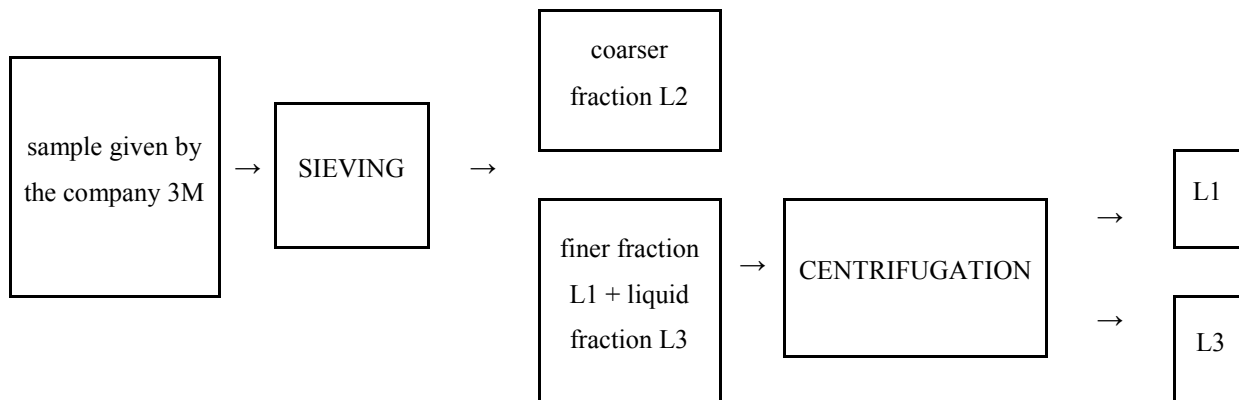 sample given by
the company 3M
→
SIEVING
→
coarser
fraction L2
finer fraction
L1 + liquid
fraction L3
→
CENTRIFUGATION
→
L1
→
L3